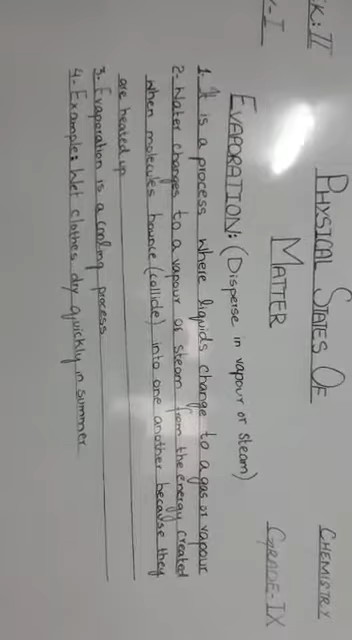 K: II
PHYSICAL STATES OF
CHEMISTRY
-I
MATTER
GRADE-IX
EVAPORATION: (Disperse in vapour or steam)
1. It is a process where liquids change to a gas or vapour
2. Water changes to a vapour or steam from the energy created
when molecules bounce (collide) into one another because they
are heated up
3. Evaporation is a cooling process
4. Example: Wet clothes dry quickly in summer